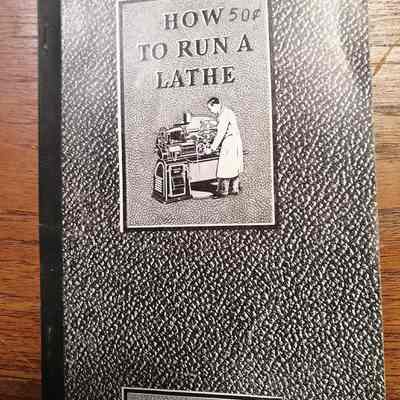 HOW 50¢
TO RUN A
LATHE